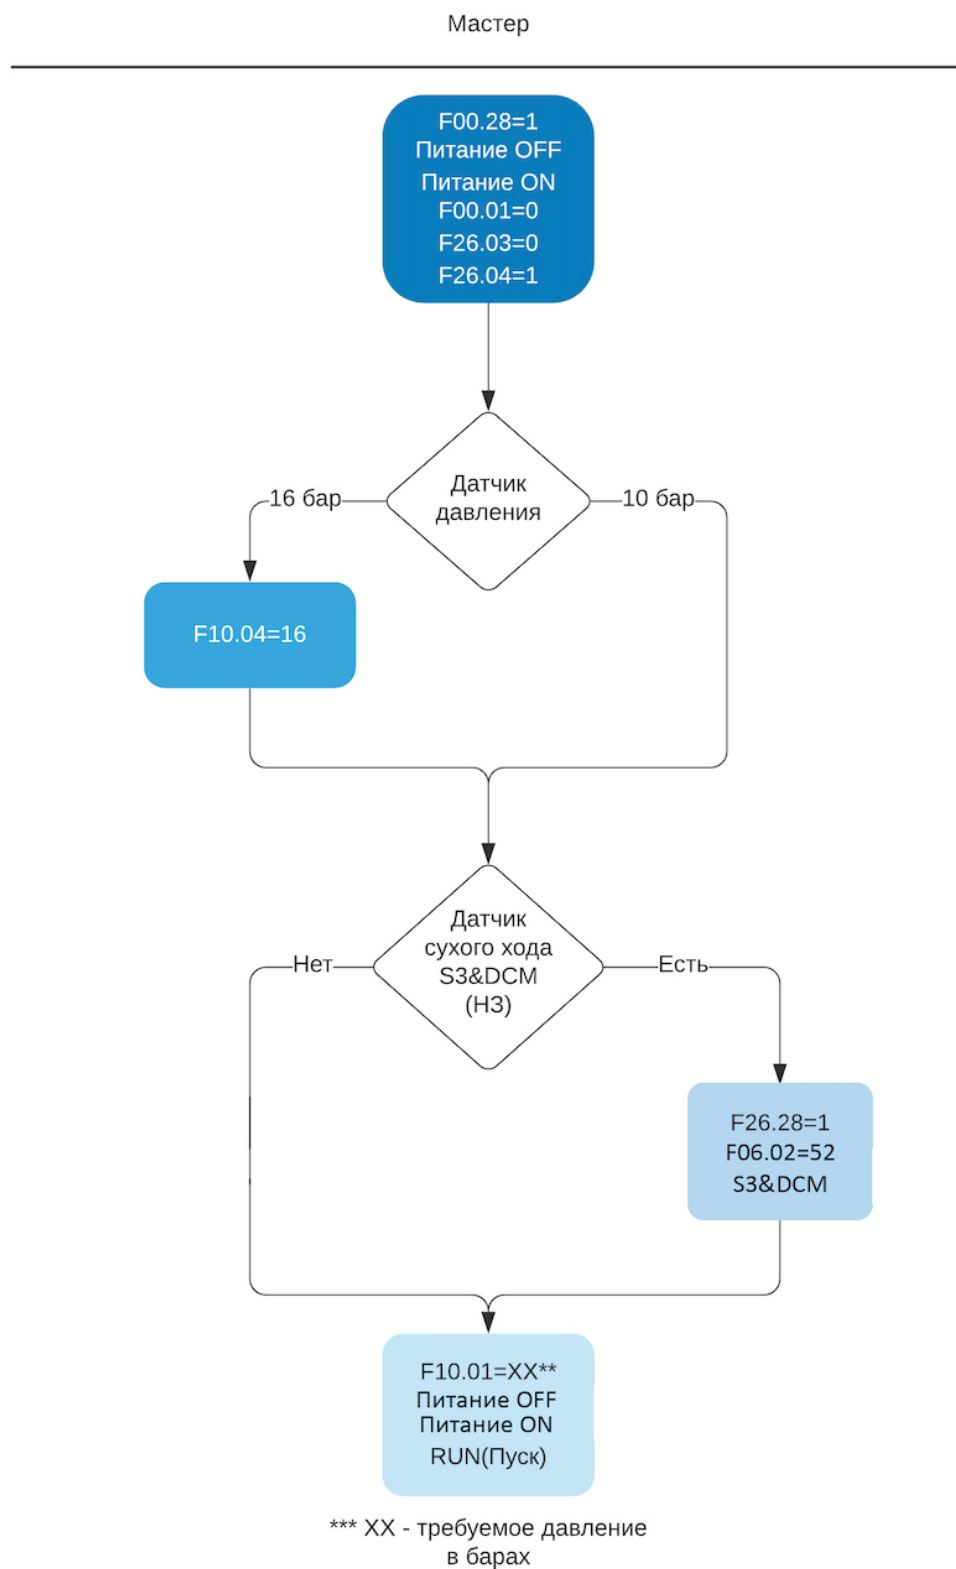 Мастер
F00.28=1
Питание OFF
Питание ON
F00.01=0
F26.03=0
F26.04=1
Датчик
давления
16 бар
10 бар
F10.04=16
Датчик
сухого хода
S3&DCM
(НЗ)
Нет
Есть
F26.28=1
F06.02=52
S3&DCM
F10.01=XX**
Питание OFF
Питание ON
RUN(Пуск)
*** XX - требуемое давление
в барах